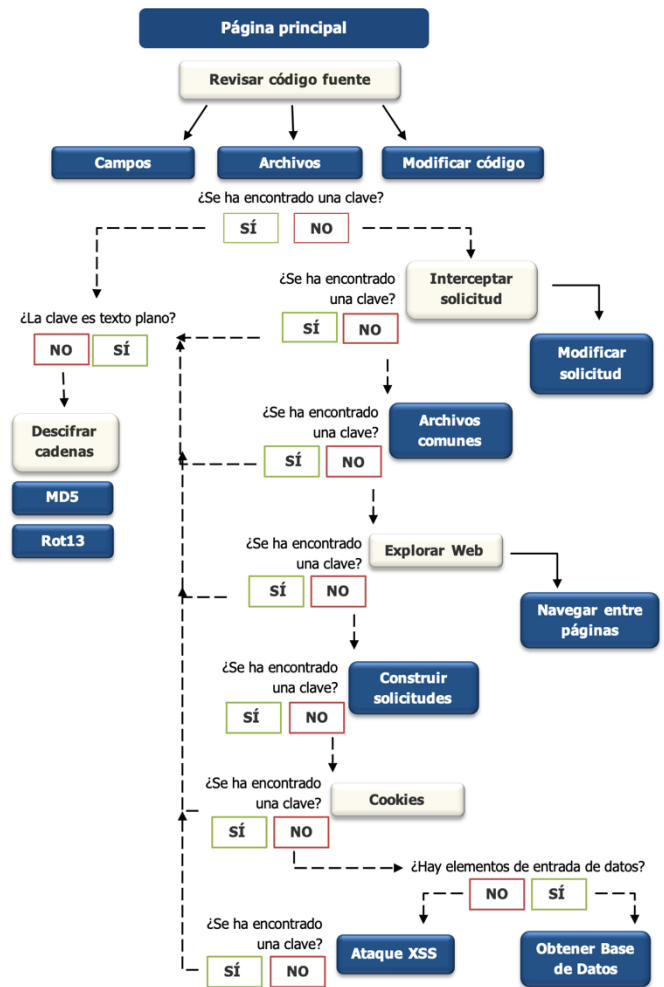 Página principal
Revisar código fuente
Campos
Archivos
Modificar código
¿Se ha encontrado una clave?
SÍ
NO
¿Se ha encontrado
una clave?
Interceptar
solicitud
¿La clave es texto plano?
SÍ
NO
NO
SÍ
Modificar
solicitud
Descifrar
cadenas
¿Se ha encontrado
una clave?
Archivos
comunes
SÍ
NO
MD5
Rot13
¿Se ha encontrado
una clave?
Explorar Web
SÍ
NO
Navegar entre
páginas
¿Se ha encontrado
una clave?
Construir
solicitudes
SÍ
NO
¿Se ha encontrado
una clave?
Cookies
SÍ
NO
¿Hay elementos de entrada de datos?
NO
SÍ
¿Se ha encontrado
una clave?
Ataque XSS
Obtener Base
de Datos
SÍ
NO